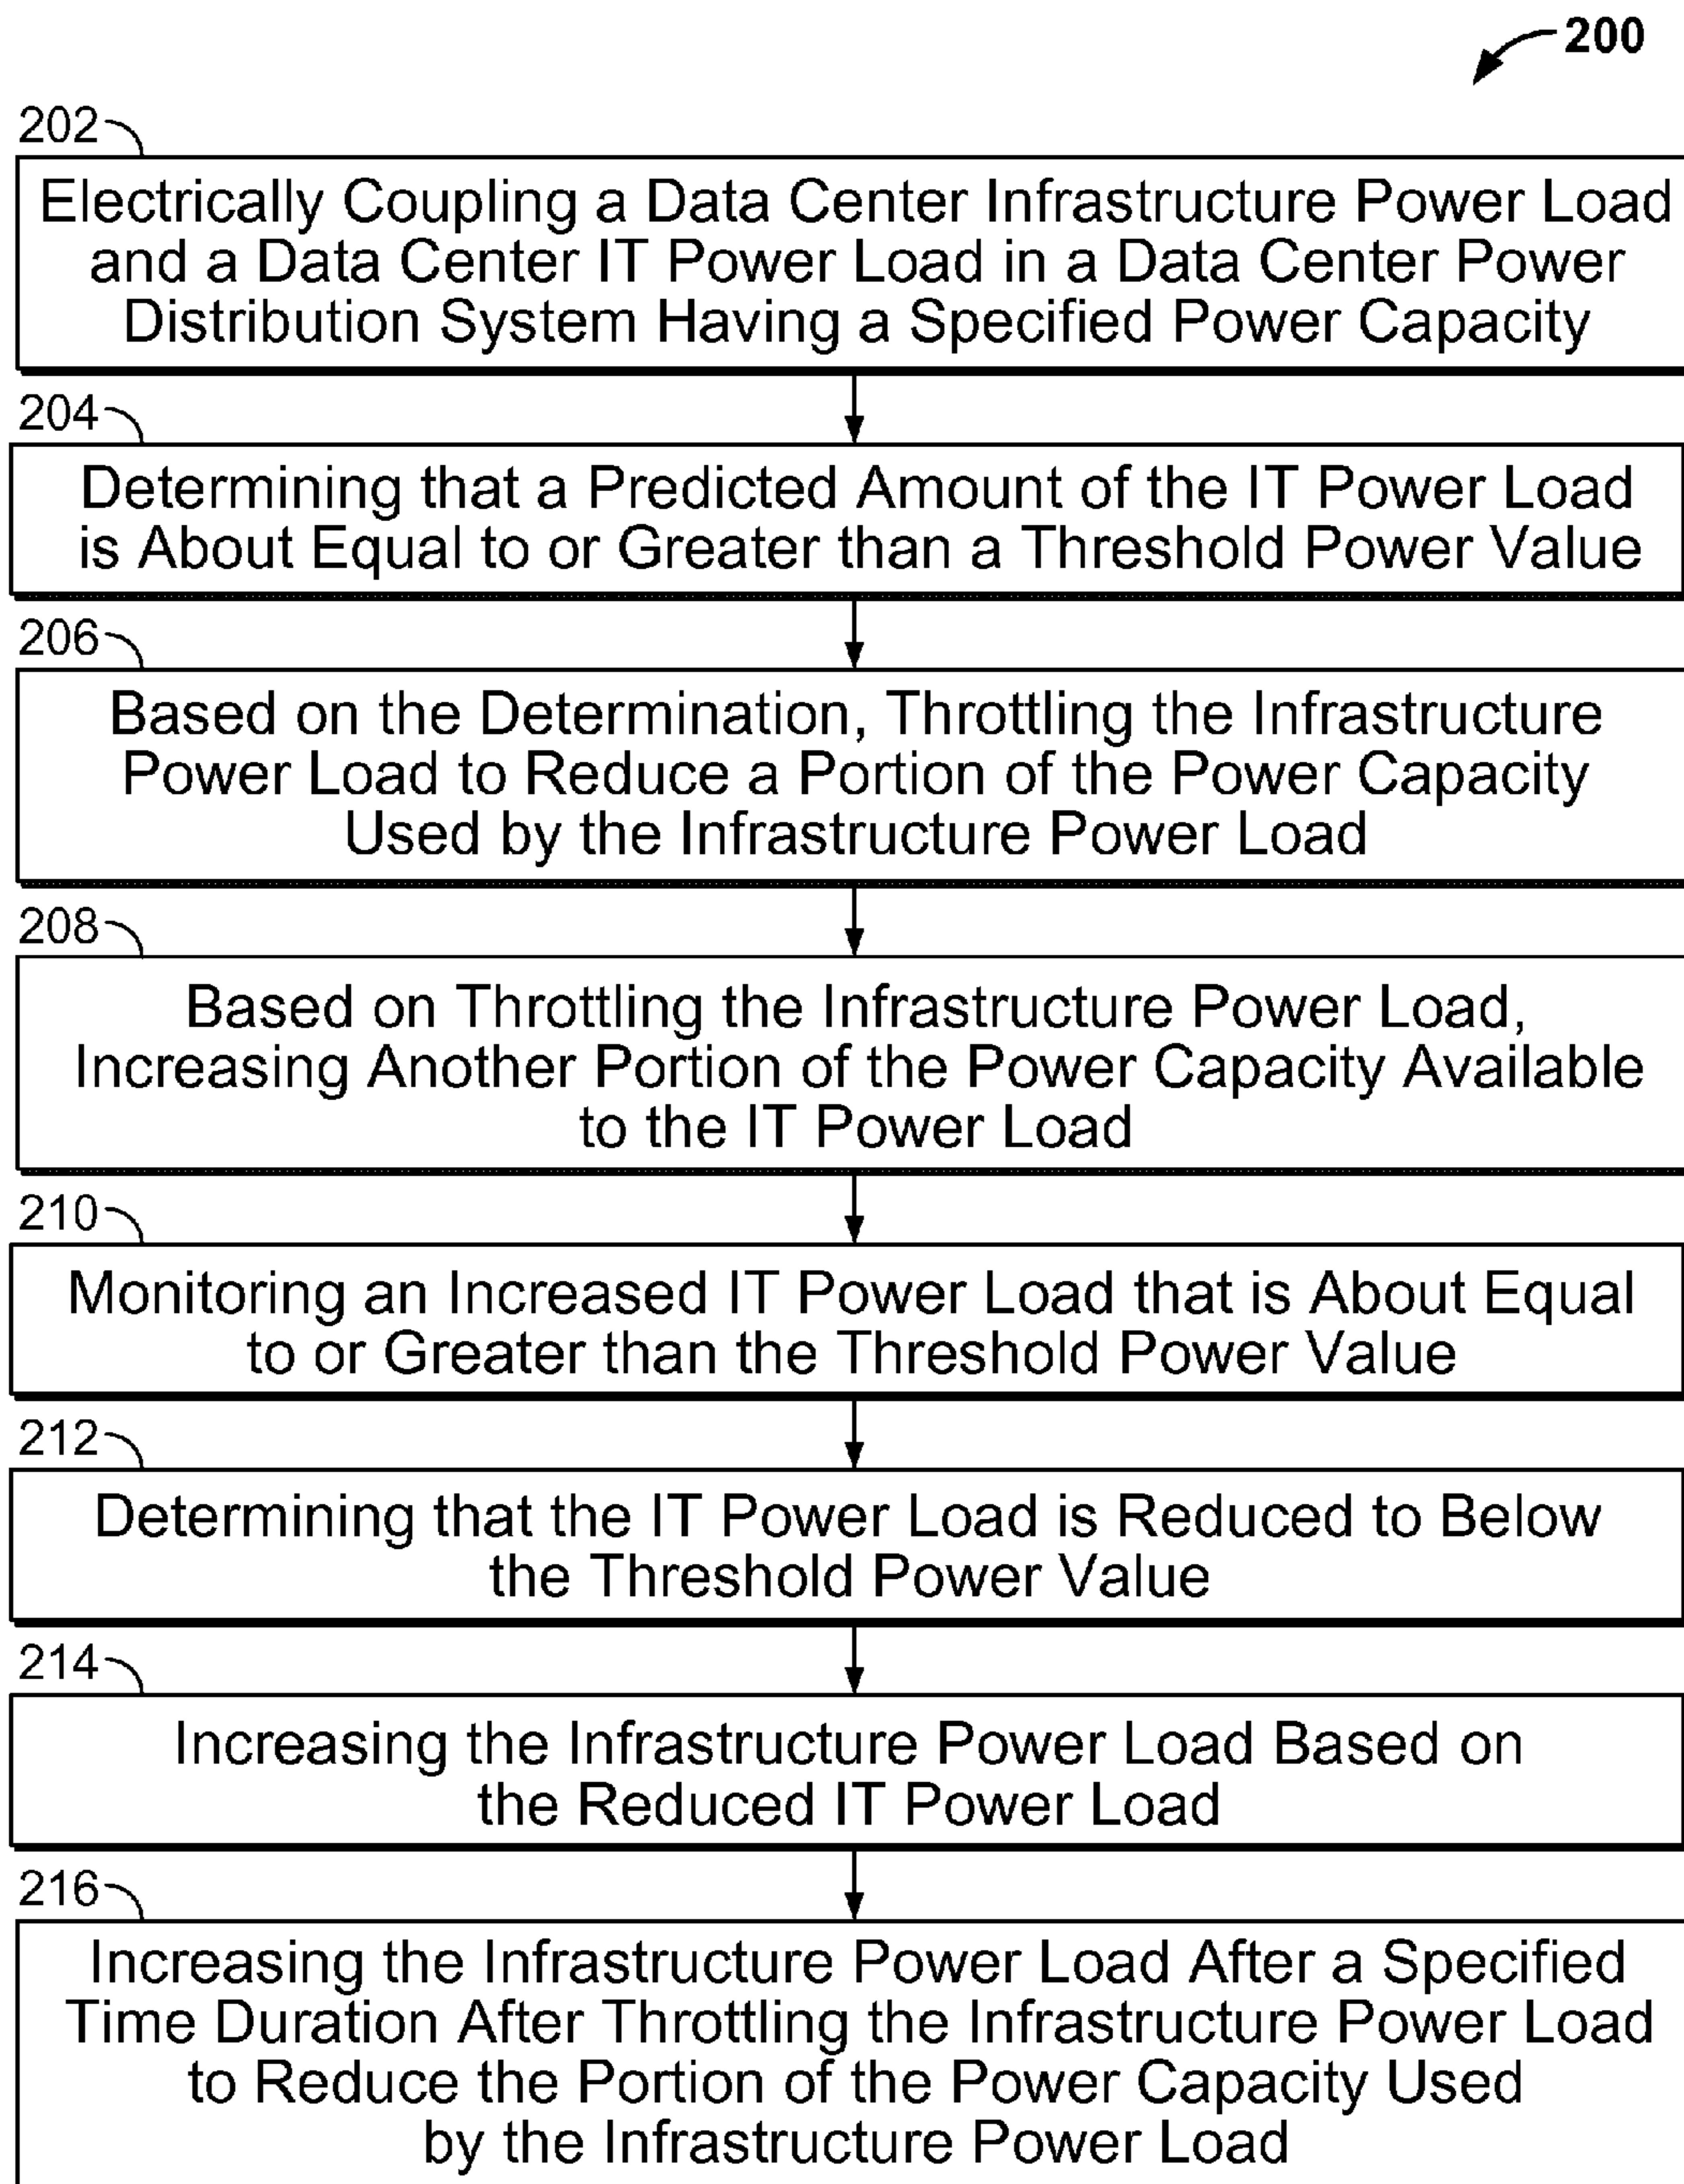 200
202
Electrically Coupling a Data Center Infrastructure Power Load
and a Data Center IT Power Load in a Data Center Power
Distribution System Having a Specified Power Capacity
204
Determining that a Predicted Amount of the IT Power Load
is About Equal to or Greater than a Threshold Power Value
206
Based on the Determination, Throttling the Infrastructure
Power Load to Reduce a Portion of the Power Capacity
Used by the Infrastructure Power Load
208
Based on Throttling the Infrastructure Power Load,
Increasing Another Portion of the Power Capacity Available
to the IT Power Load
210
Monitoring an Increased IT Power Load that is About Equal
to or Greater than the Threshold Power Value
212
Determining that the IT Power Load is Reduced to Below
the Threshold Power Value
214
Increasing the Infrastructure Power Load Based on
the Reduced IT Power Load
216
Increasing the Infrastructure Power Load After a Specified
Time Duration After Throttling the Infrastructure Power Load
to Reduce the Portion of the Power Capacity Used
by the Infrastructure Power Load